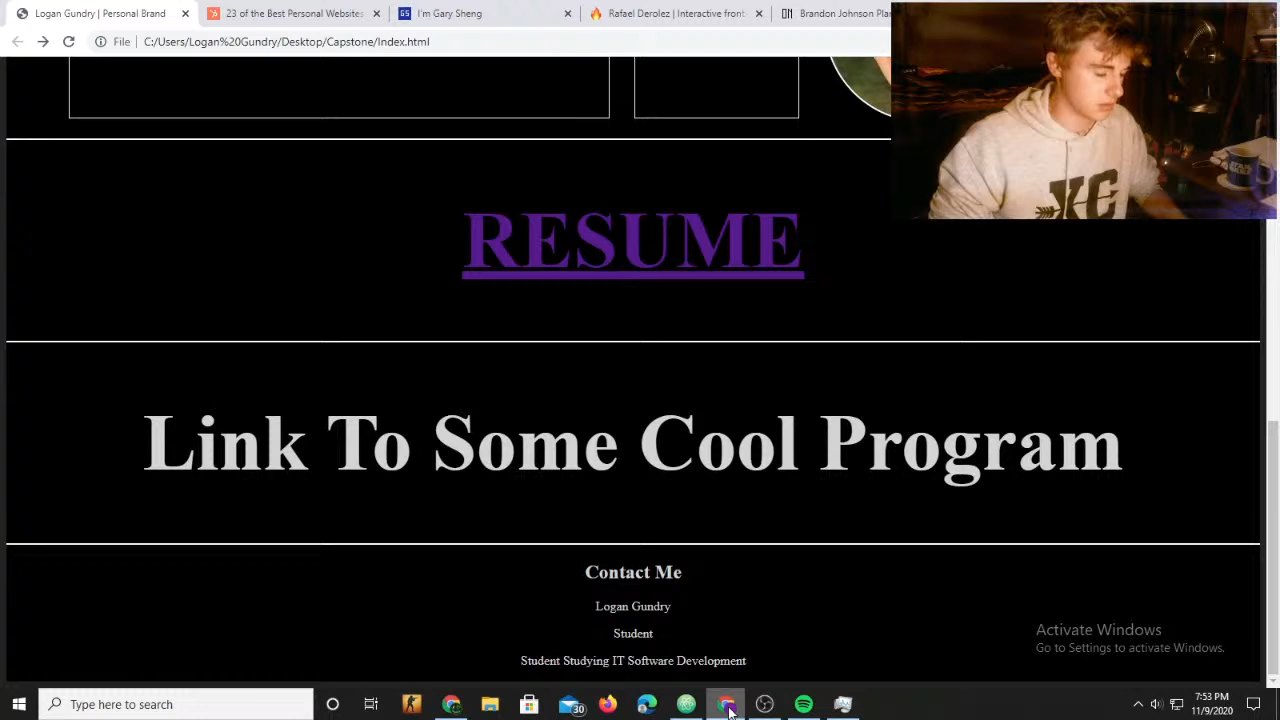 Logan Gundry | Personal Brand
23 of the Best Personal Websites
GS I'm Gary Sheng
Rafael Derolez | Interactive front
Brandon Johnson Pla
File C:/Users/Logan%20Gundry/Desktop/Capstone/Index.html
XC
RESUME
Link To Some Cool Program
Contact Me
Logan Gundry
Student
Student Studying IT Software Development
Activate Windows
Go to Settings to activate Windows.
Type here to search
30
7:53 PM
11/9/2020